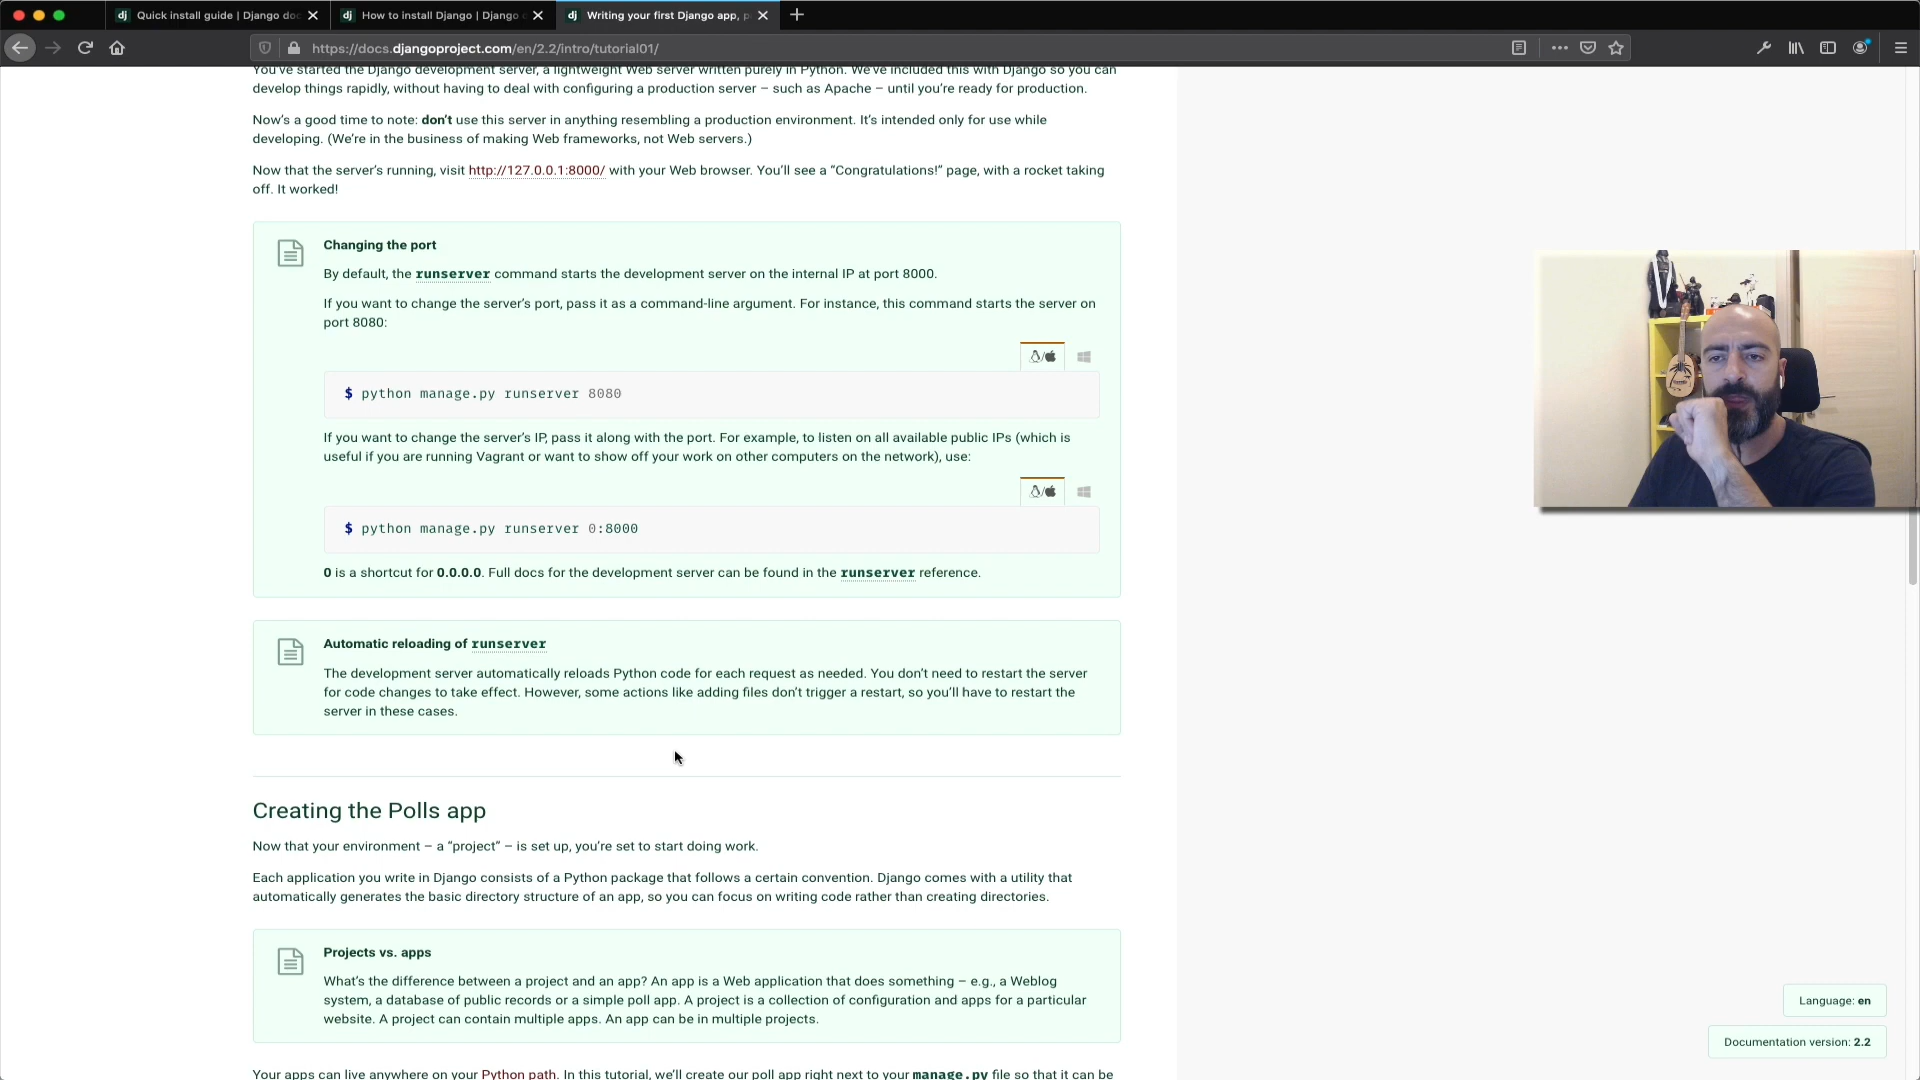 Quick install guide | Django doc
How to install Django | Django
Writing your first Django app, p
https://docs.djangoproject.com/en/2.2/intro/tutorial01/
You've started the Django development server, a lightweight Web server written purely in Python. We've included this with Django so you can
develop things rapidly, without having to deal with configuring a production server – such as Apache – until you're ready for production.
Now's a good time to note: don't use this server in anything resembling a production environment. It's intended only for use while
developing. (We're in the business of making Web frameworks, not Web servers.)
Now that the server's running, visit http://127.0.0.1:8000/ with your Web browser. You'll see a “Congratulations!” page, with a rocket taking
off. It worked!
Changing the port
By default, the runserver command starts the development server on the internal IP at port 8000.
If you want to change the server's port, pass it as a command-line argument. For instance, this command starts the server on
port 8080:
/
$ python manage.py runserver 8080
If you want to change the server's IP, pass it along with the port. For example, to listen on all available public IPs (which is
useful if you are running Vagrant or want to show off your work on other computers on the network), use:
/
$ python manage.py runserver 0:8000
0 is a shortcut for 0.0.0.0. Full docs for the development server can be found in the runserver reference.
Automatic reloading of runserver
The development server automatically reloads Python code for each request as needed. You don't need to restart the server
for code changes to take effect. However, some actions like adding files don't trigger a restart, so you'll have to restart the
server in these cases.
Creating the Polls app
Now that your environment – a “project” – is set up, you're set to start doing work.
Each application you write in Django consists of a Python package that follows a certain convention. Django comes with a utility that
automatically generates the basic directory structure of an app, so you can focus on writing code rather than creating directories.
Projects vs. apps
What's the difference between a project and an app? An app is a Web application that does something – e.g., a Weblog
system, a database of public records or a simple poll app. A project is a collection of configuration and apps for a particular
website. A project can contain multiple apps. An app can be in multiple projects.
Your apps can live anywhere on your Python path. In this tutorial, we'll create our poll app right next to your manage.py file so that it can be
Language: en
Documentation version: 2.2